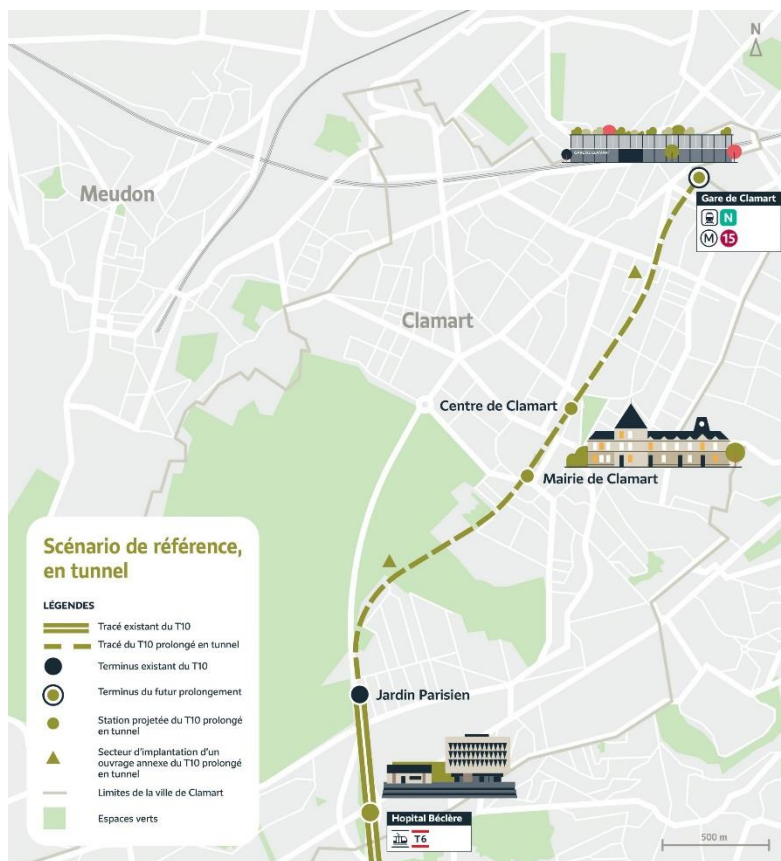 N
Meudon
Gare de Clamart
N
M 15
Clamart
Centre de Clamart
Mairie de Clamart
Jardin Parisien
Hopital Béclère
T6
Scénario de référence,
en tunnel
LÉGENDES
Tracé existant du T10
Tracé du T10 prolongé en tunnel
Terminus existant du T10
Terminus du futur prolongement
Station projetée du T10 prolongé
en tunnel
Secteur d'implantation d'un
ouvrage annexe du T10 prolongé
en tunnel
Limites de la ville de Clamart
Espaces verts
500 m